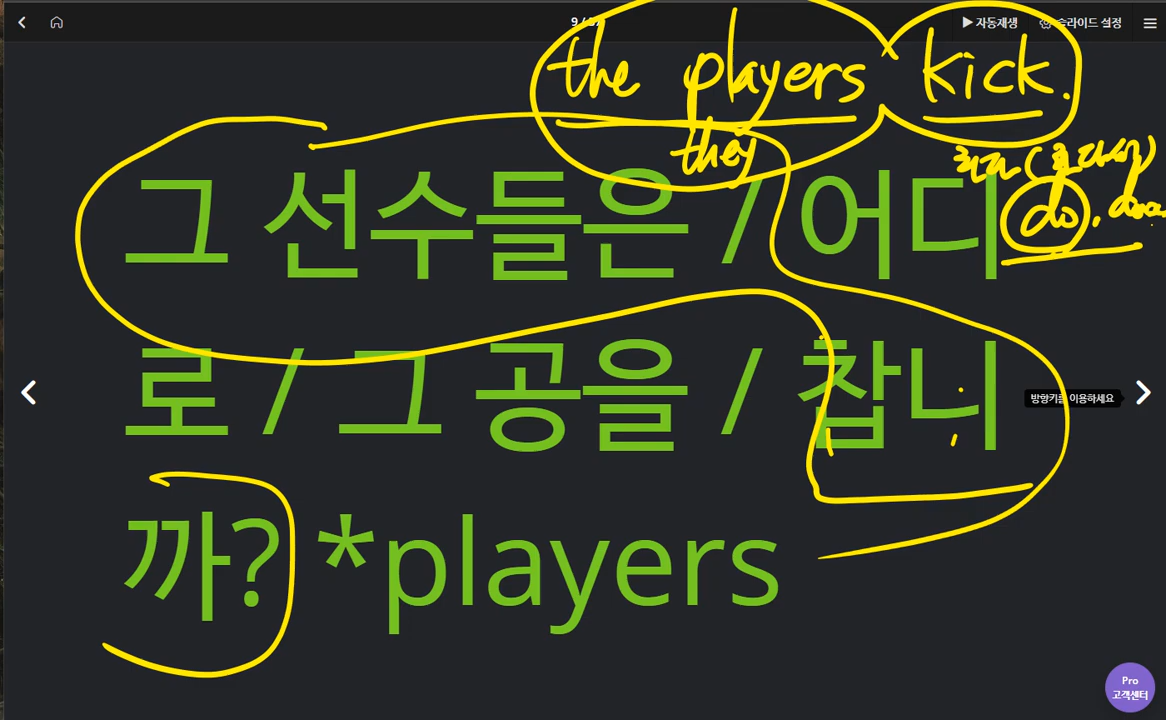 자동재생
슬라이드 설정
the players kick.
they
현재(
do,
그 선수들은 / 어디
로 / 그 공을 / 찹니
방향키를 이용하세요
까? *players
Pro
고객센터